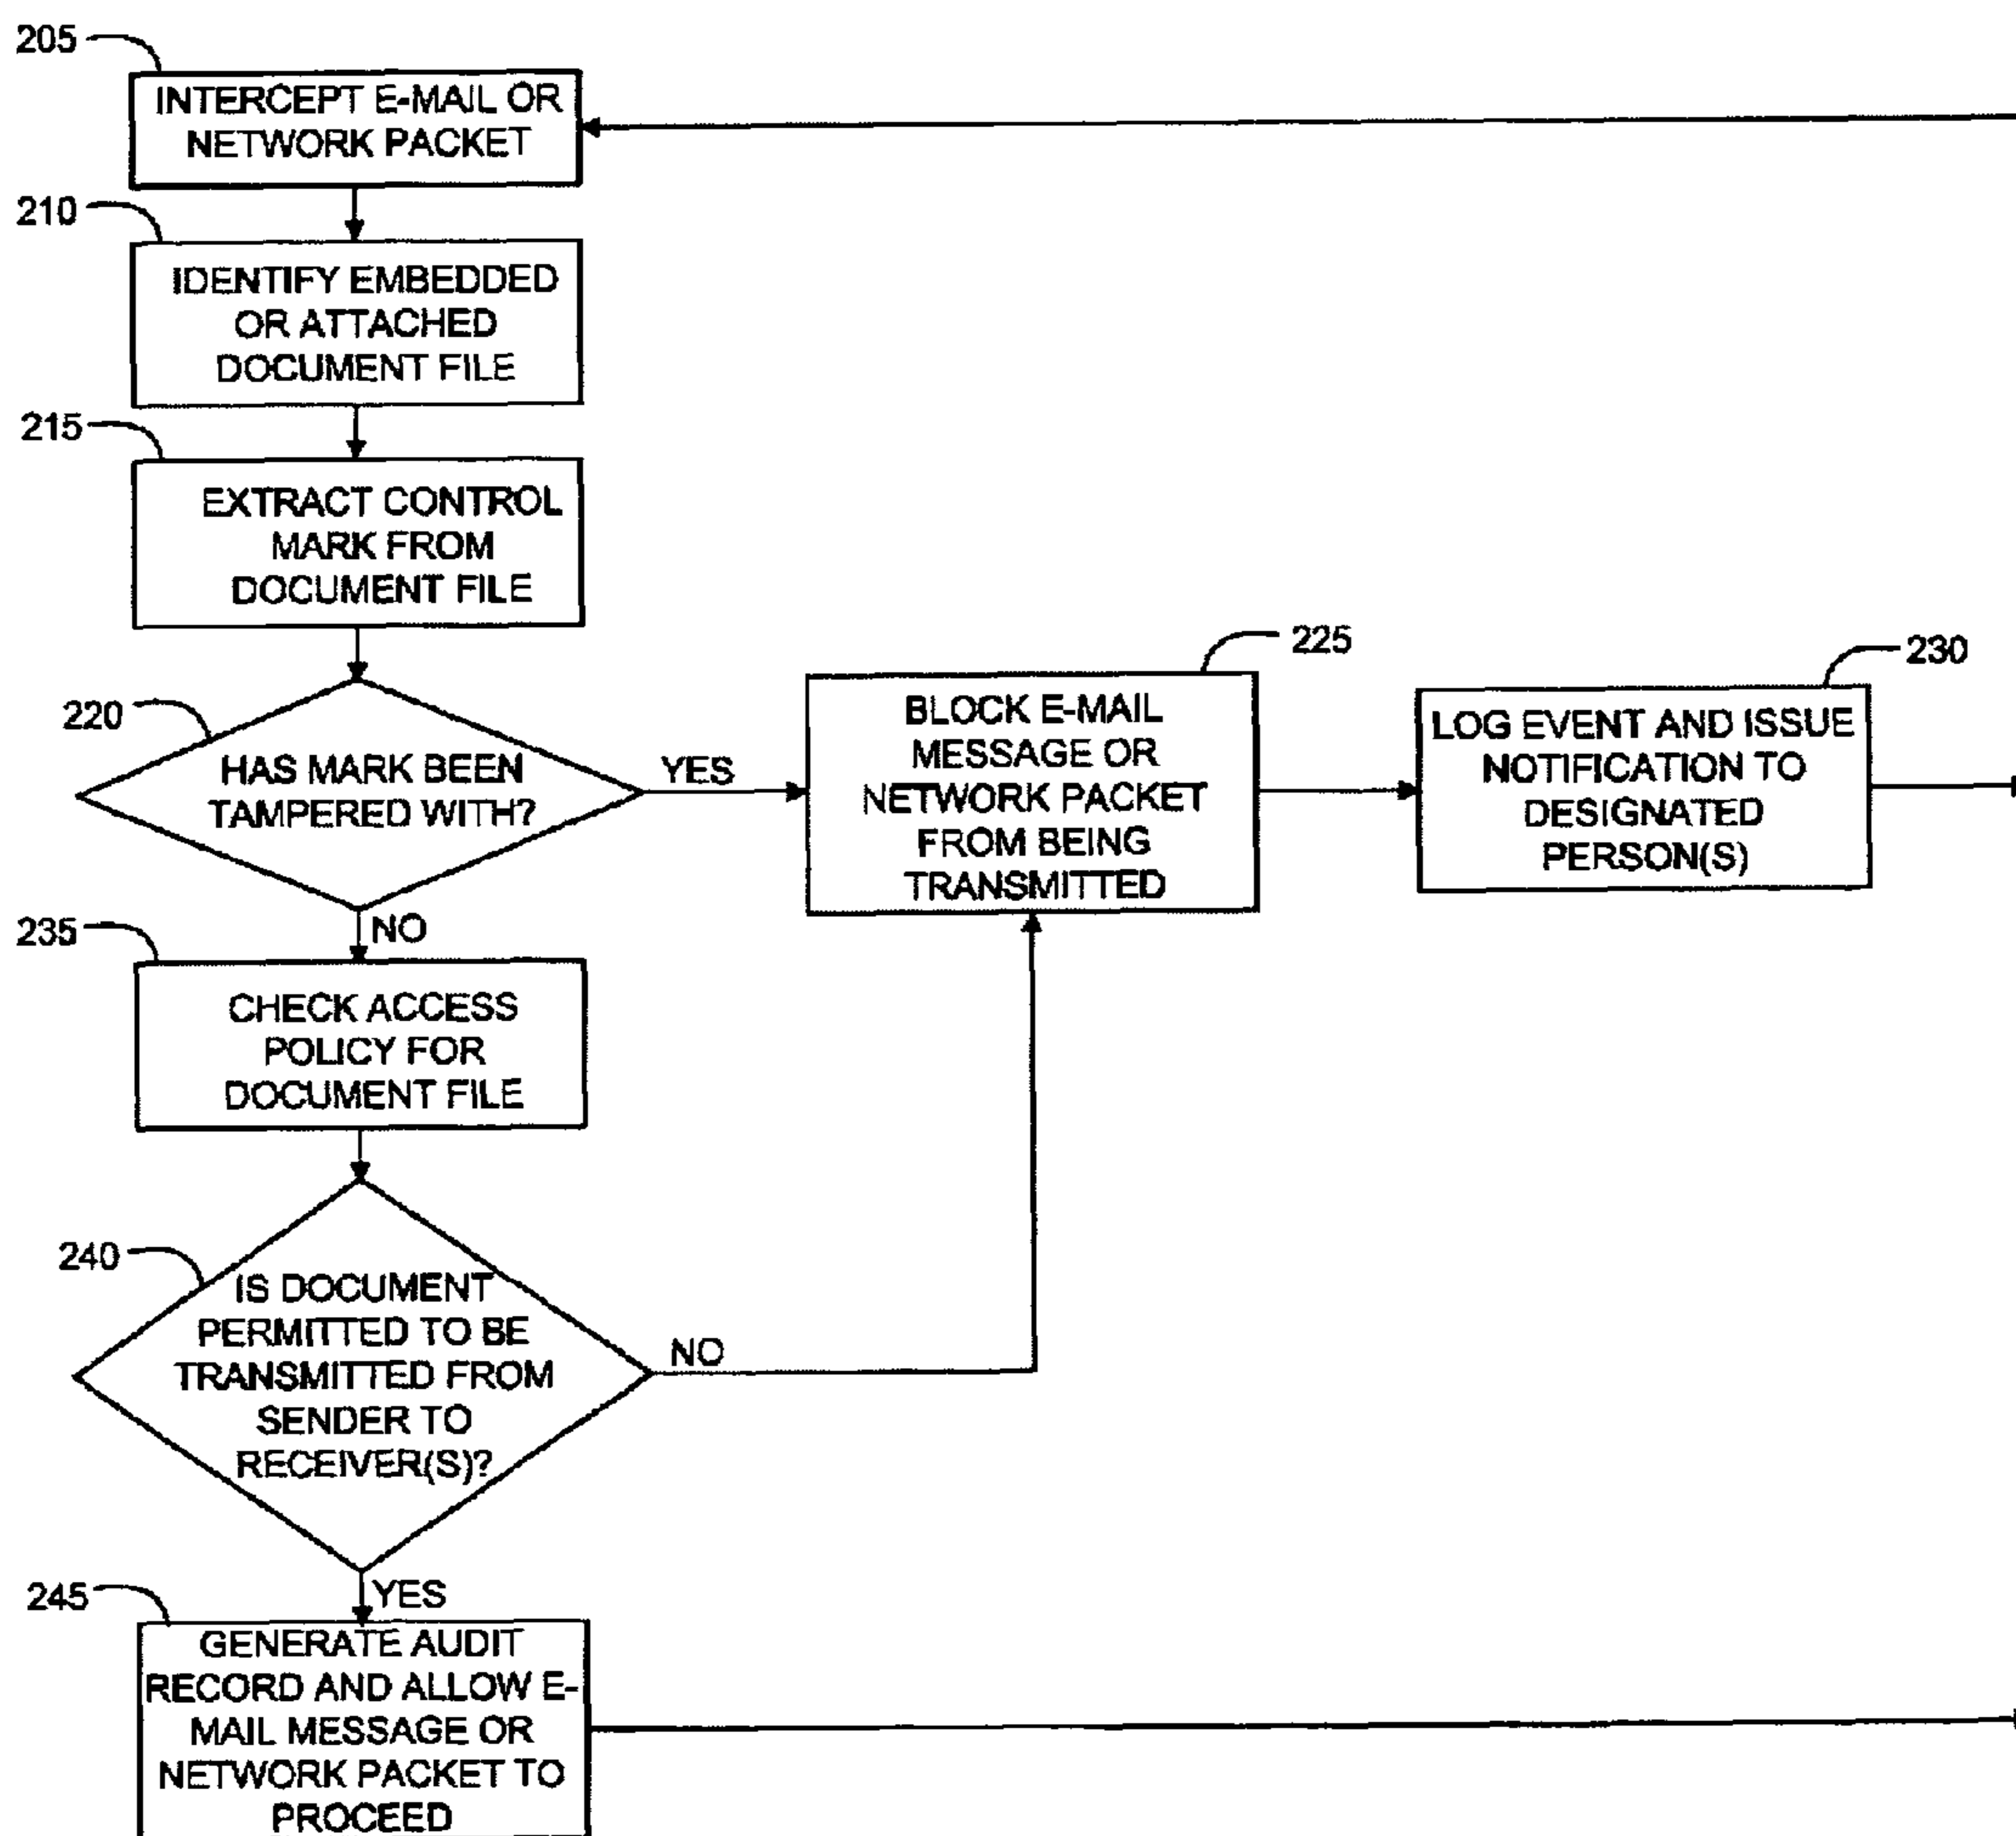 205
INTERCEPT E-MAIL OR
NETWORK PACKET
210
IDENTIFY EMBEDDED
OR ATTACHED
DOCUMENT FILE
215
EXTRACT CONTROL
MARK FROM
DOCUMENT FILE
220
HAS MARK BEEN
TAMPERED WITH?
YES
NO
225
BLOCK E-MAIL
MESSAGE OR
NETWORK PACKET
FROM BEING
TRANSMITTED
230
LOG EVENT AND ISSUE
NOTIFICATION TO
DESIGNATED
PERSON(S)
235
CHECK ACCESS
POLICY FOR
DOCUMENT FILE
240
IS DOCUMENT
PERMITTED TO BE
TRANSMITTED FROM
SENDER TO
RECEIVER(S)?
NO
YES
245
GENERATE AUDIT
RECORD AND ALLOW E-
MAIL MESSAGE OR
NETWORK PACKET TO
PROCEED